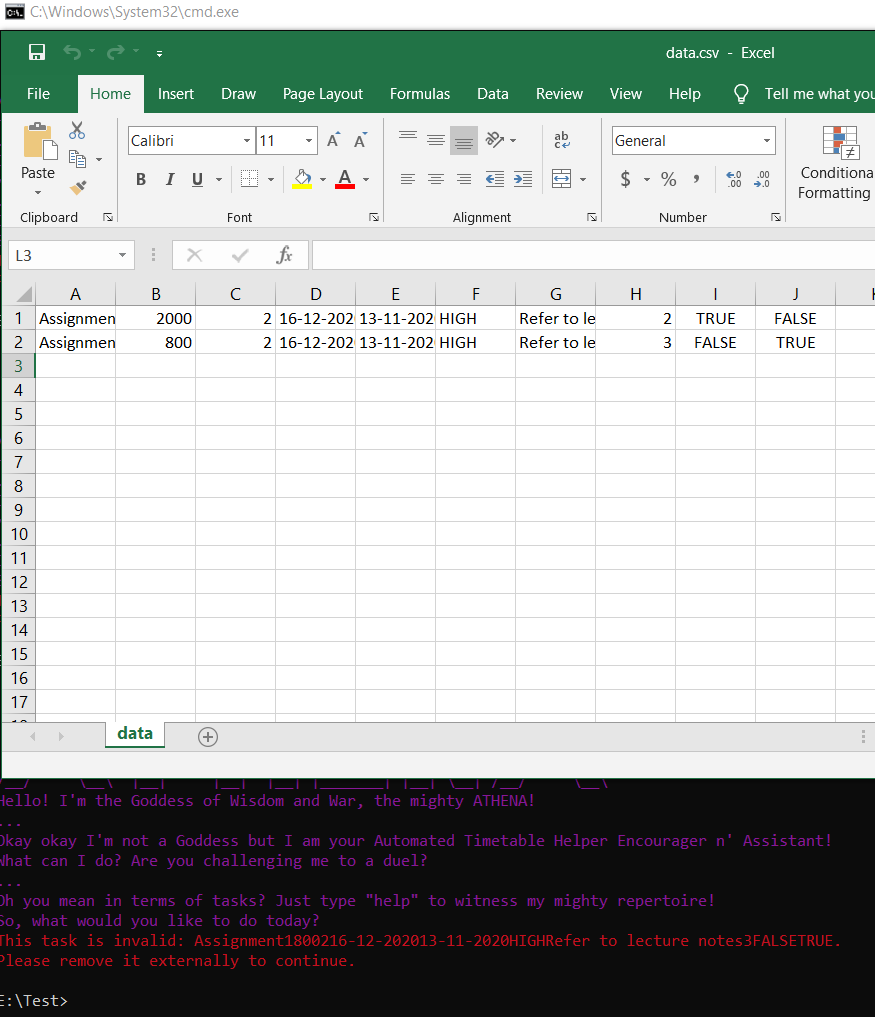 C:\Windows\System32\cmd.exe
data.csv - Excel
File Home Insert Draw Page Layout Formulas Data Review View Help Tell me what you
Calibri 11 General
Paste B I U A $ % Conditiona
Formatting
Clipboard Font Alignment Number
L3 fx
A B C D E F G H I J
1 Assignmen 2000 2 16-12-202 13-11-202 HIGH Refer to le 2 TRUE FALSE
2 Assignmen 800 2 16-12-202 13-11-202 HIGH Refer to le 3 FALSE TRUE
3
4
5
6
7
8
9
10
11
12
13
14
15
16
17
data
Hello! I'm the Goddess of Wisdom and War, the mighty ATHENA!
...
Okay okay I'm not a Goddess but I am your Automated Timetable Helper Encourager n' Assistant!
What can I do? Are you challenging me to a duel?
...
Oh you mean in terms of tasks? Just type "help" to witness my mighty repertoire!
So, what would you like to do today?
This task is invalid: Assignment1800216-12-202013-11-2020HIGHRefer to lecture notes3FALSETRUE.
Please remove it externally to continue.
E:\Test>